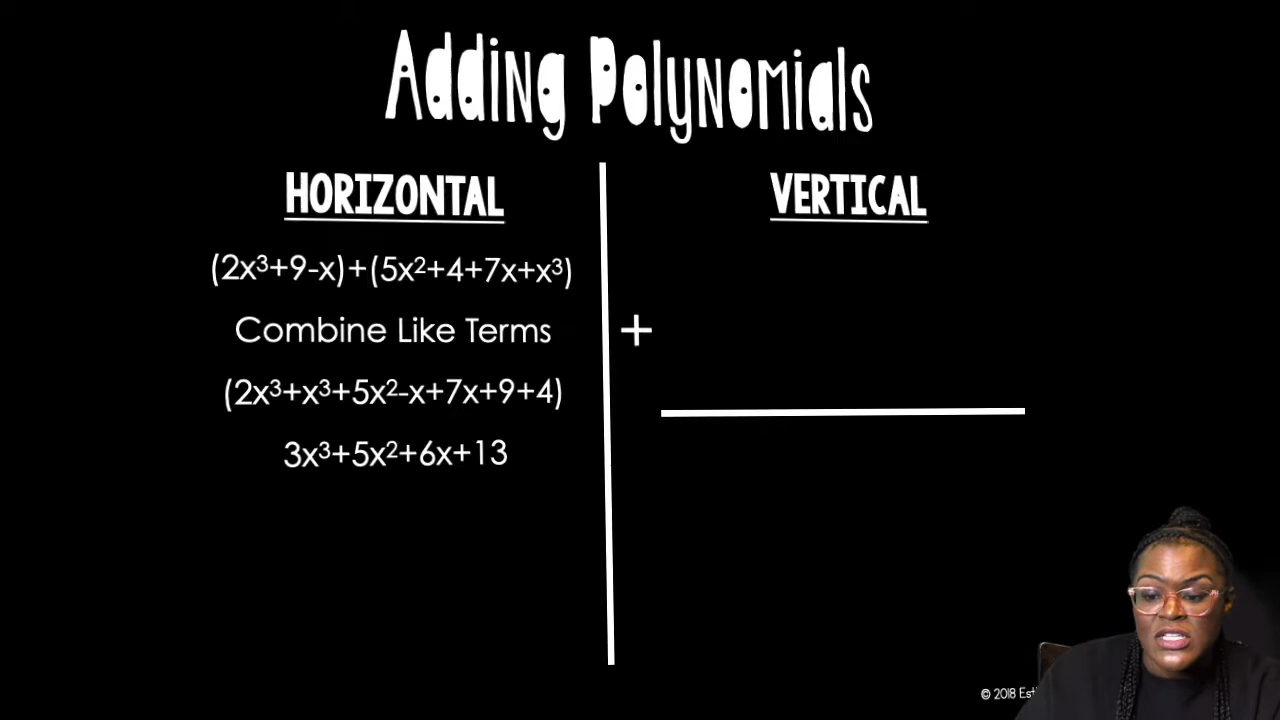 Adding Polynomials
HORIZONTAL
(2x³+9-x)+(5x²+4+7x+x³)
Combine Like Terms
(2x³+x³+5x²-x+7x+9+4)
3x³+5x²+6x+13
VERTICAL
+
© 2018